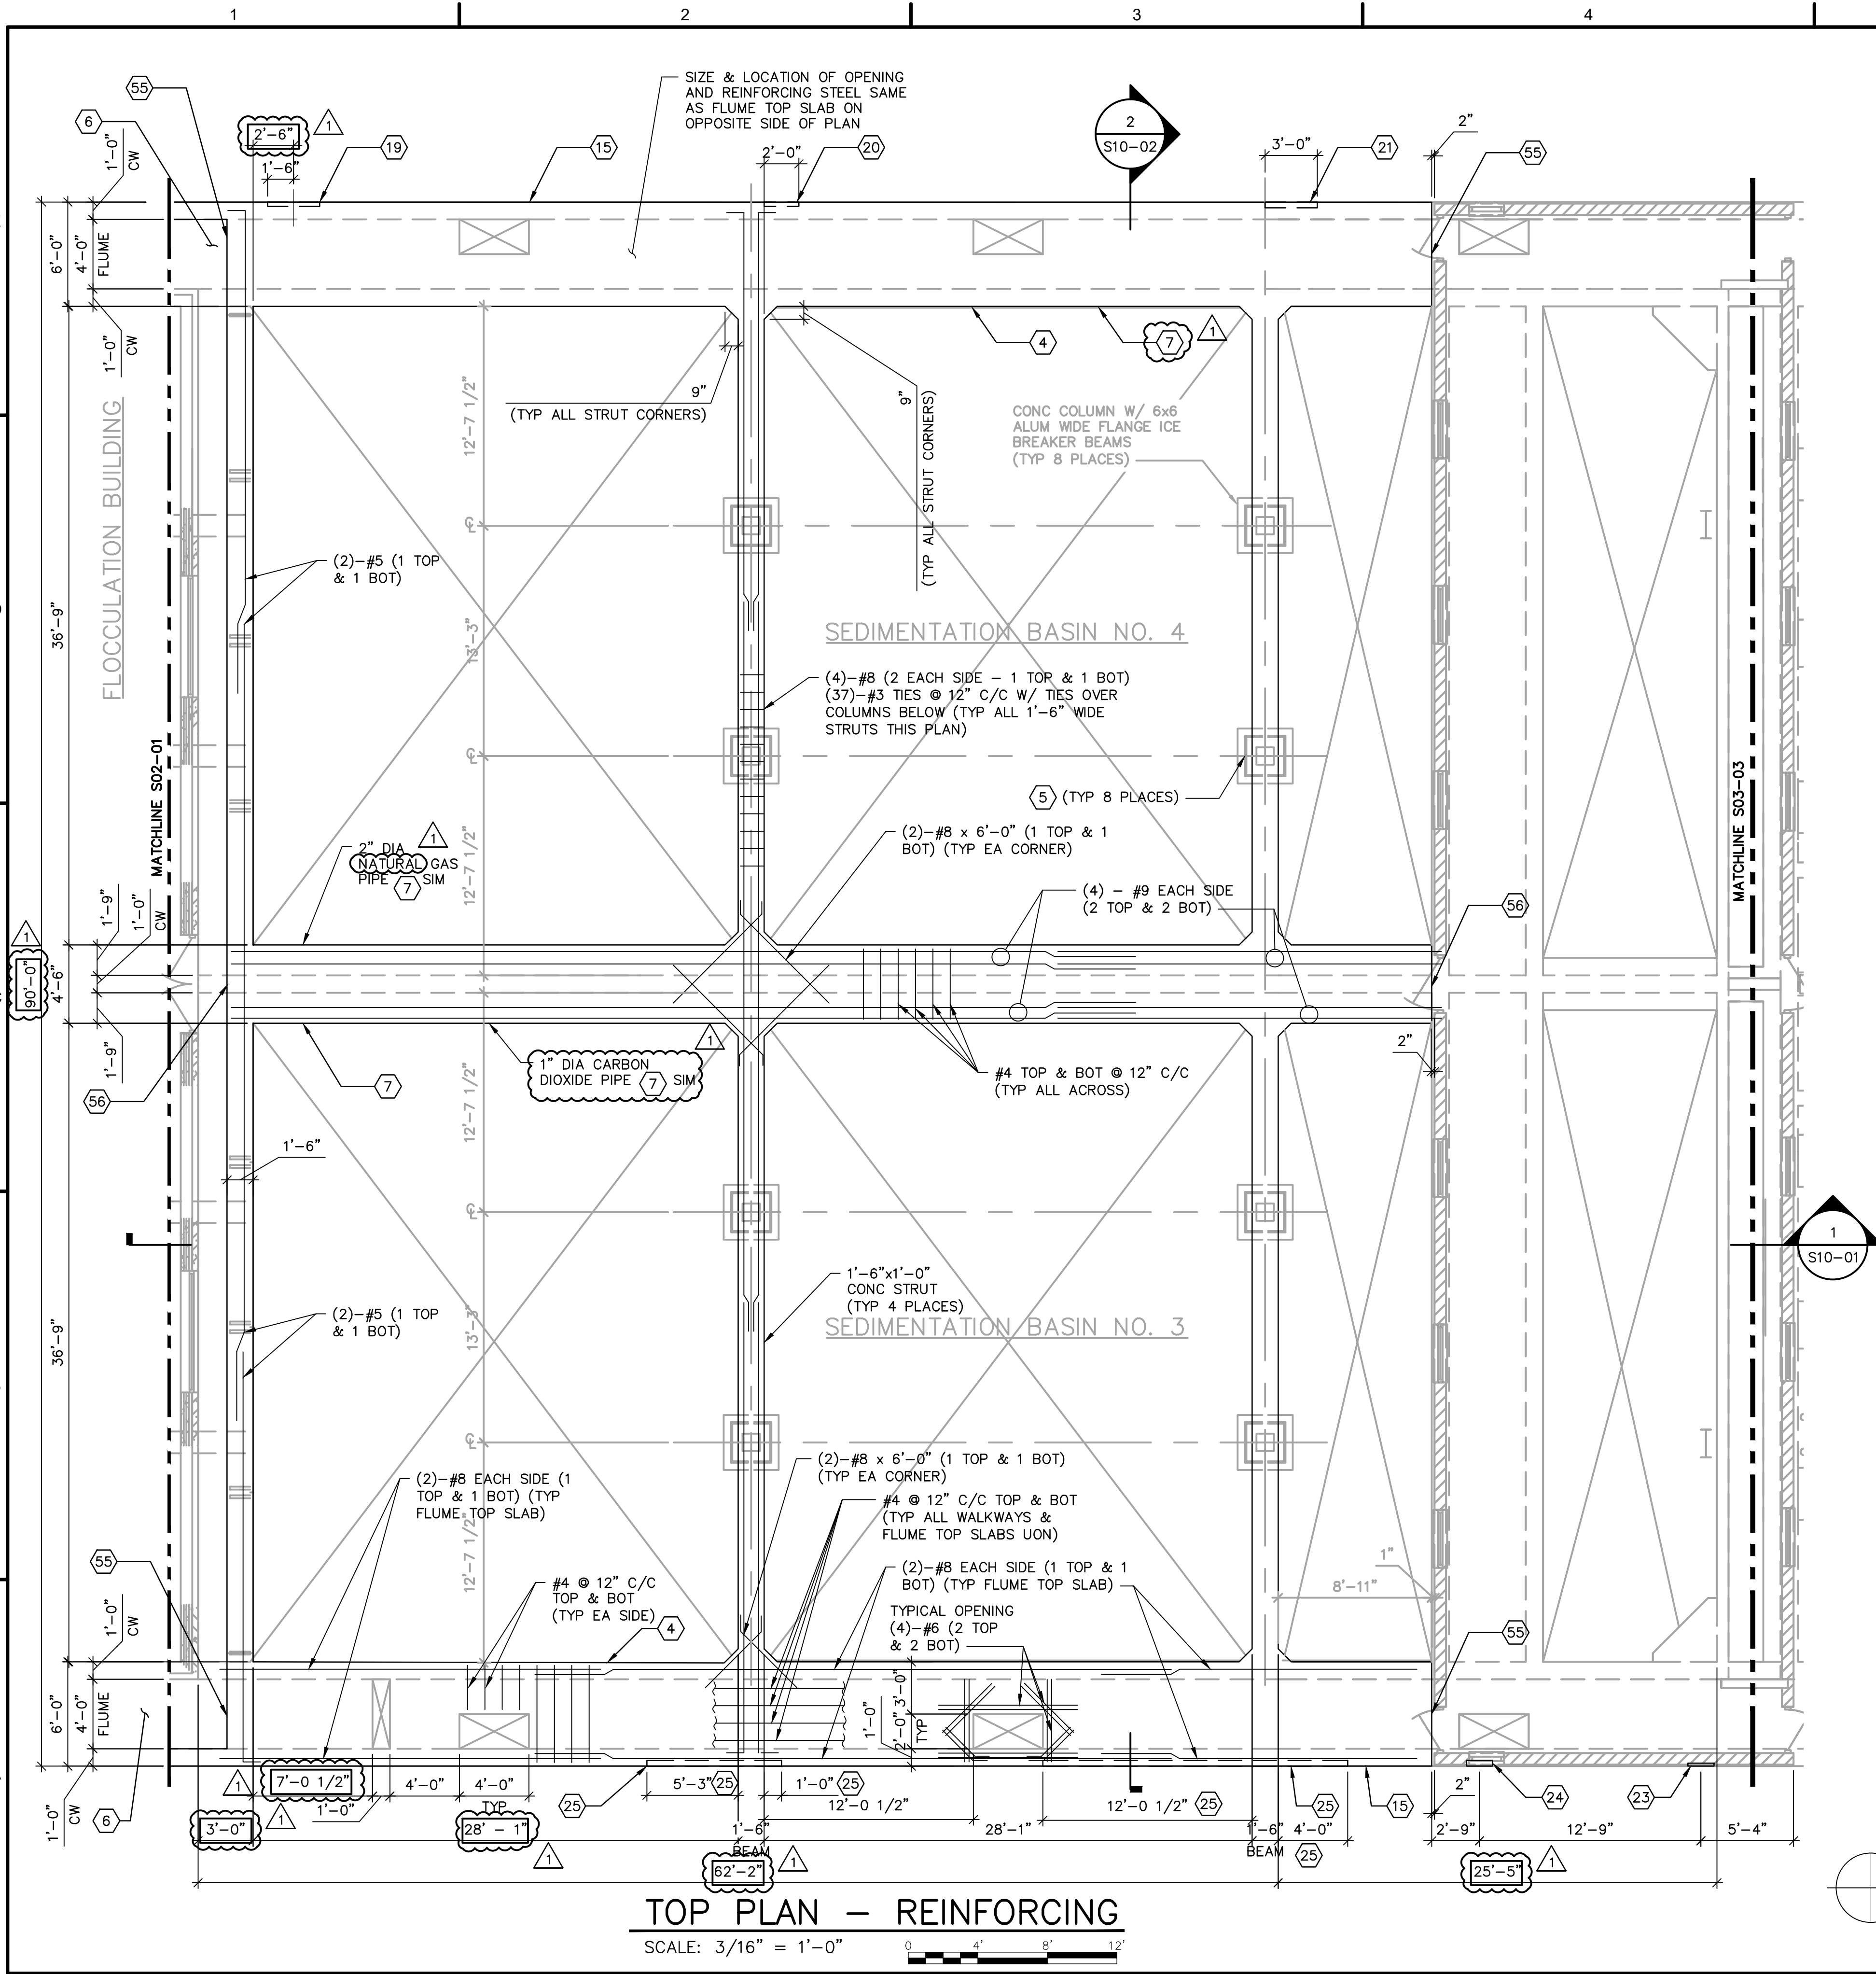 1
2
3
4
SIZE & LOCATION OF OPENING
AND REINFORCING STEEL SAME
AS FLUME TOP SLAB ON
OPPOSITE SIDE OF PLAN
55
6
1'-0"
CW
2'-6"
1
1'-6"
19
15
2'-0"
20
2
S10-02
3'-0"
21
2"
55
6'-0"
4'-0"
FLUME
1'-0"
CW
4
7
1
9"
(TYP ALL STRUT CORNERS)
9"
(TYP ALL STRUT CORNERS)
12'-7 1/2"
CONC COLUMN W/ 6x6
ALUM WIDE FLANGE ICE
BREAKER BEAMS
(TYP 8 PLACES)
FLOCCULATION BUILDING
36'-9"
(2)-#5 (1 TOP
& 1 BOT)
13'-3"
SEDIMENTATION BASIN NO. 4
(4)-#8 (2 EACH SIDE - 1 TOP & 1 BOT)
(37)-#3 TIES @ 12" C/C W/ TIES OVER
COLUMNS BELOW (TYP ALL 1'-6" WIDE
STRUTS THIS PLAN)
MATCHLINE S02-01
MATCHLINE S03-03
5 (TYP 8 PLACES)
12'-7 1/2"
2" DIA
NATURAL GAS
PIPE 7 SIM
1
(2)-#8 x 6'-0" (1 TOP & 1
BOT) (TYP EA CORNER)
(4) - #9 EACH SIDE
(2 TOP & 2 BOT)
56
1'-9"
1'-0"
CW
1
90'-0"
4'-6"
1'-9"
56
7
1" DIA CARBON
DIOXIDE PIPE 7 SIM
1
12'-7 1/2"
#4 TOP & BOT @ 12" C/C
(TYP ALL ACROSS)
2"
1'-6"
1
S10-01
1'-6"x1'-0"
CONC STRUT
(TYP 4 PLACES)
SEDIMENTATION BASIN NO. 3
(2)-#5 (1 TOP
& 1 BOT)
13'-3"
36'-9"
(2)-#8 x 6'-0" (1 TOP & 1 BOT)
(TYP EA CORNER)
(2)-#8 EACH SIDE (1
TOP & 1 BOT) (TYP
FLUME TOP SLAB)
#4 @ 12" C/C TOP & BOT
(TYP ALL WALKWAYS &
FLUME TOP SLABS UON)
12'-7 1/2"
55
#4 @ 12" C/C
TOP & BOT
(TYP EA SIDE)
4
(2)-#8 EACH SIDE (1 TOP & 1
BOT) (TYP FLUME TOP SLAB)
TYPICAL OPENING
(4)-#6 (2 TOP
& 2 BOT)
1"
8'-11"
55
1'-0"
CW
6'-0"
4'-0"
FLUME
1'-0"
CW
6
1'-0"
2'-0"
TYP
3'-0"
1
7'-0 1/2"
1'-0"
4'-0"
4'-0"
TYP
25
5'-3"
25
1'-0"
25
12'-0 1/2"
12'-0 1/2"
25
25
15
2"
24
23
3'-0"
1
28' - 1"
1
1'-6"
BEAM
28'-1"
1'-6"
BEAM
4'-0"
25
2'-9"
12'-9"
5'-4"
62'-2"
1
25'-5"
1
TOP PLAN - REINFORCING
SCALE: 3/16" = 1'-0"
0
4'
8'
12'